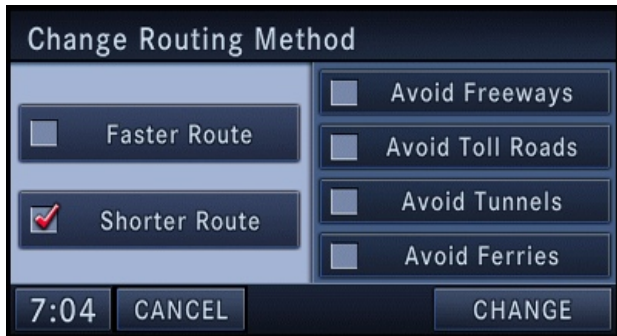 Change Routing Method
Faster Route
Shorter Route
Avoid Freeways
Avoid Toll Roads
Avoid Tunnels
Avoid Ferries
7:04 CANCEL CHANGE